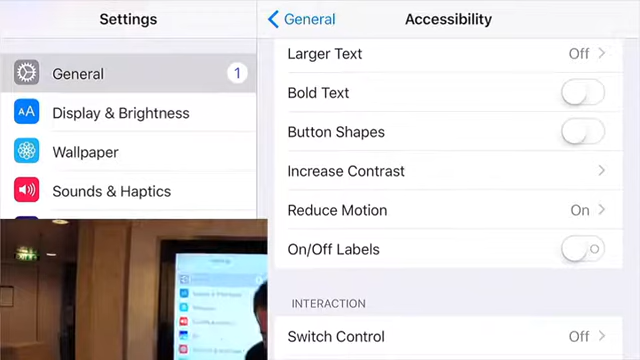 Settings
General 1
Display & Brightness
Wallpaper
Sounds & Haptics
General
Accessibility
Larger Text Off
Bold Text
Button Shapes
Increase Contrast
Reduce Motion On
On/Off Labels
INTERACTION
Switch Control Off